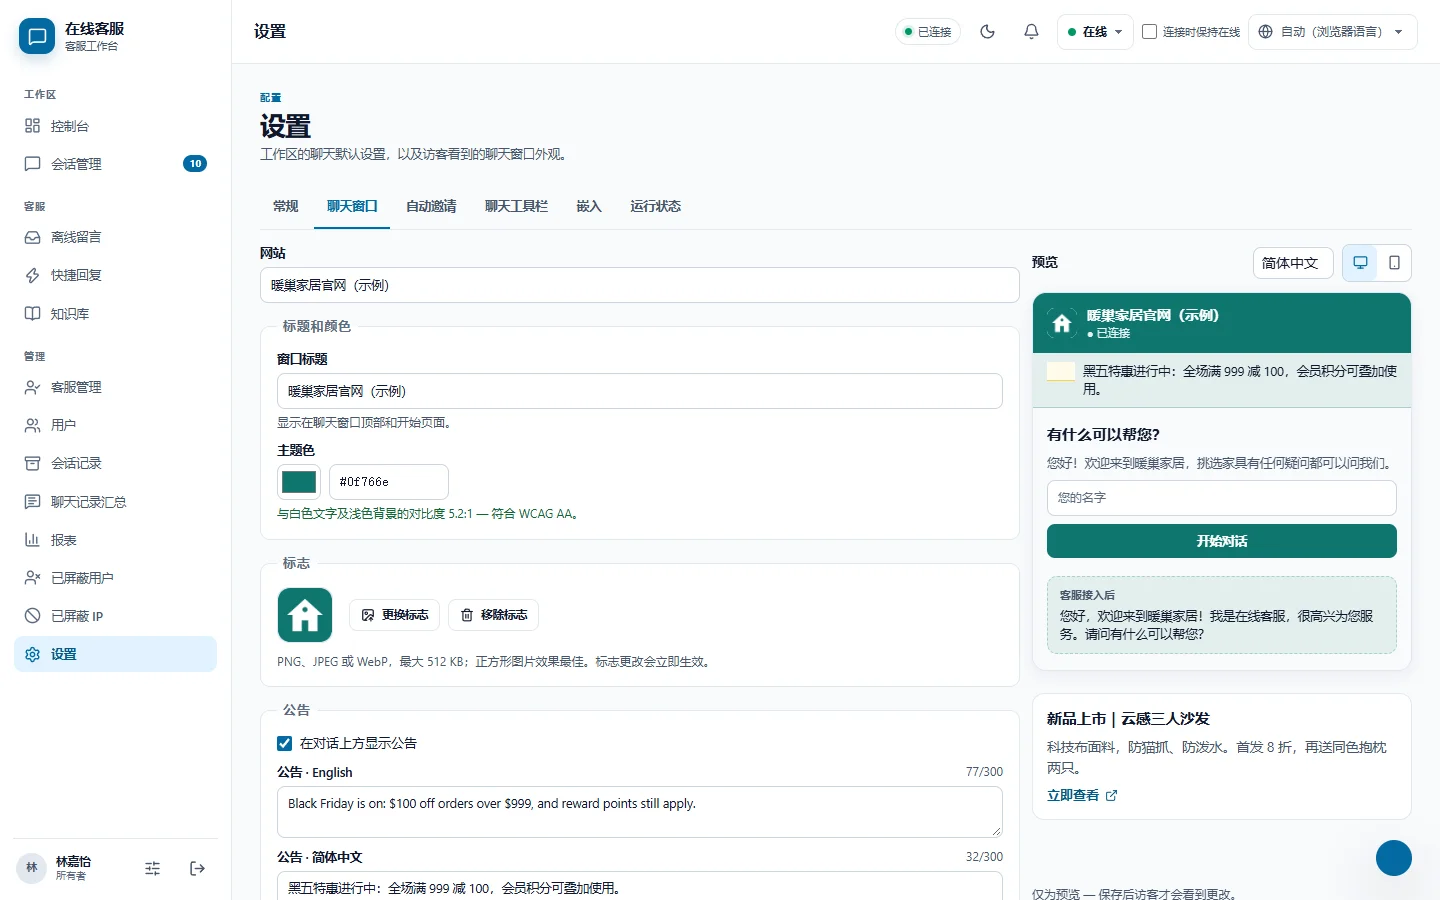 在线客服
客服工作台
工作区
控制台
会话管理
10
客服
离线留言
快捷回复
知识库
管理
客服管理
用户
会话记录
聊天记录汇总
报表
已屏蔽用户
已屏蔽 IP
设置
林
林嘉怡
所有者
设置
已连接
在线
连接时保持在线
自动（浏览器语言）
配置
设置
工作区的聊天默认设置，以及访客看到的聊天窗口外观。
常规
聊天窗口
自动邀请
聊天工具栏
嵌入
运行状态
网站
暖巢家居官网（示例）
标题和颜色
窗口标题
暖巢家居官网（示例）
显示在聊天窗口顶部和开始页面。
主题色
#0f766e
与白色文字及浅色背景的对比度 5.2:1 — 符合 WCAG AA。
标志
更换标志
移除标志
PNG、JPEG 或 WebP，最大 512 KB；正方形图片效果最佳。标志更改会立即生效。
公告
在对话上方显示公告
公告 · English
77/300
Black Friday is on: $100 off orders over $999, and reward points still apply.
公告 · 简体中文
32/300
黑五特惠进行中：全场满 999 减 100，会员积分可叠加使用。
预览
简体中文
暖巢家居官网（示例）
已连接
黑五特惠进行中：全场满 999 减 100，会员积分可叠加使
用。
有什么可以帮您？
您好！欢迎来到暖巢家居，挑选家具有任何疑问都可以问我们。
您的名字
开始对话
客服接入后
您好，欢迎来到暖巢家居！我是在线客服，很高兴为您服
务。请问有什么可以帮您？
新品上市 | 云感三人沙发
科技布面料，防猫抓、防泼水。首发 8 折，再送同色抱枕
两只。
立即查看
仅为预览 — 保存后访客才会看到更改。